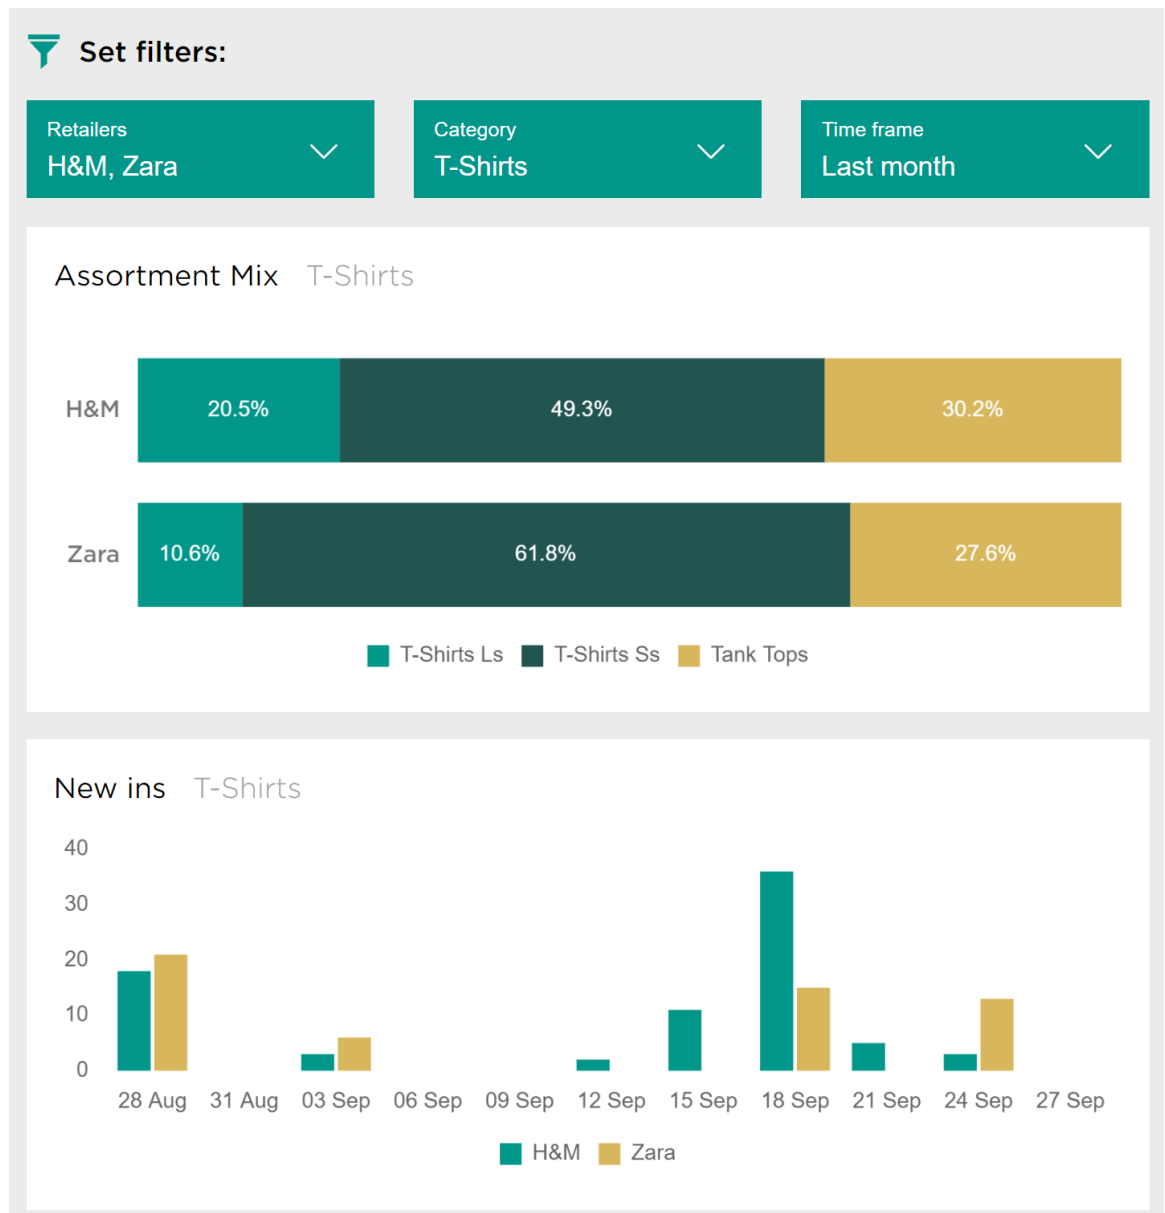 Set filters:
Retailers
H&M, Zara
Category
T-Shirts
Time frame
Last month
Assortment Mix T-Shirts
H&M 20.5% 49.3% 30.2%
Zara 10.6% 61.8% 27.6%
T-Shirts Ls T-Shirts Ss Tank Tops
New ins T-Shirts
40
30
20
10
0
28 Aug 31 Aug 03 Sep 06 Sep 09 Sep 12 Sep 15 Sep 18 Sep 21 Sep 24 Sep 27 Sep
H&M Zara